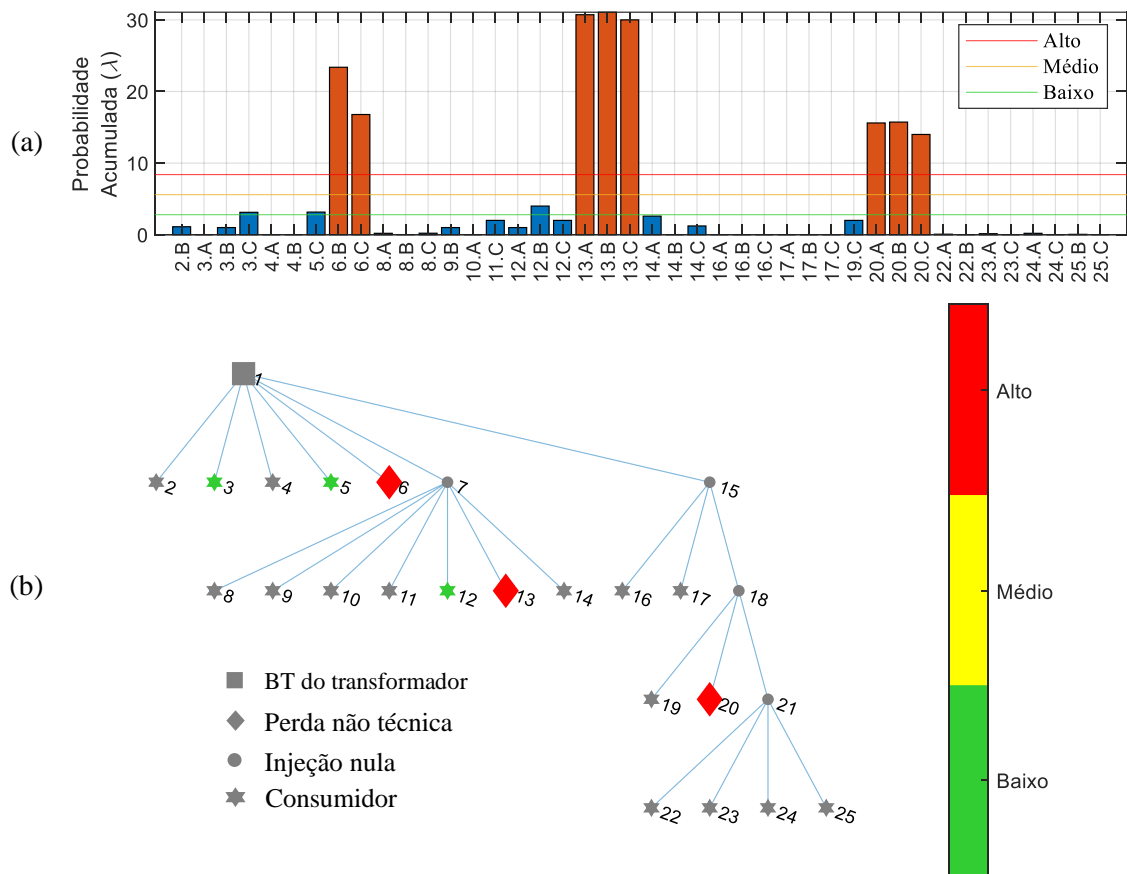 (a)
Probabilidade
Acumulada (λ)
30
20
10
0
Alto
Médio
Baixo
2.B 3.A 3.B 3.C 4.A 4.B 5.C 6.B 6.C 8.A 8.C 9.B 10.A 11.C 12.A 12.B 12.C 13.A 13.B 13.C 14.A 14.B 14.C 16.A 16.B 16.C 17.A 17.B 17.C 19.C 20.A 20.B 20.C 22.A 22.B 23.A 23.C 24.A 24.C 25.B 25.C
(b)
1
2 3 4 5 6 7 15
8 9 10 11 12 13 14 16 17 18
19 20 21
22 23 24 25
BT do transformador
Perda não técnica
Injeção nula
Consumidor
Alto
Médio
Baixo